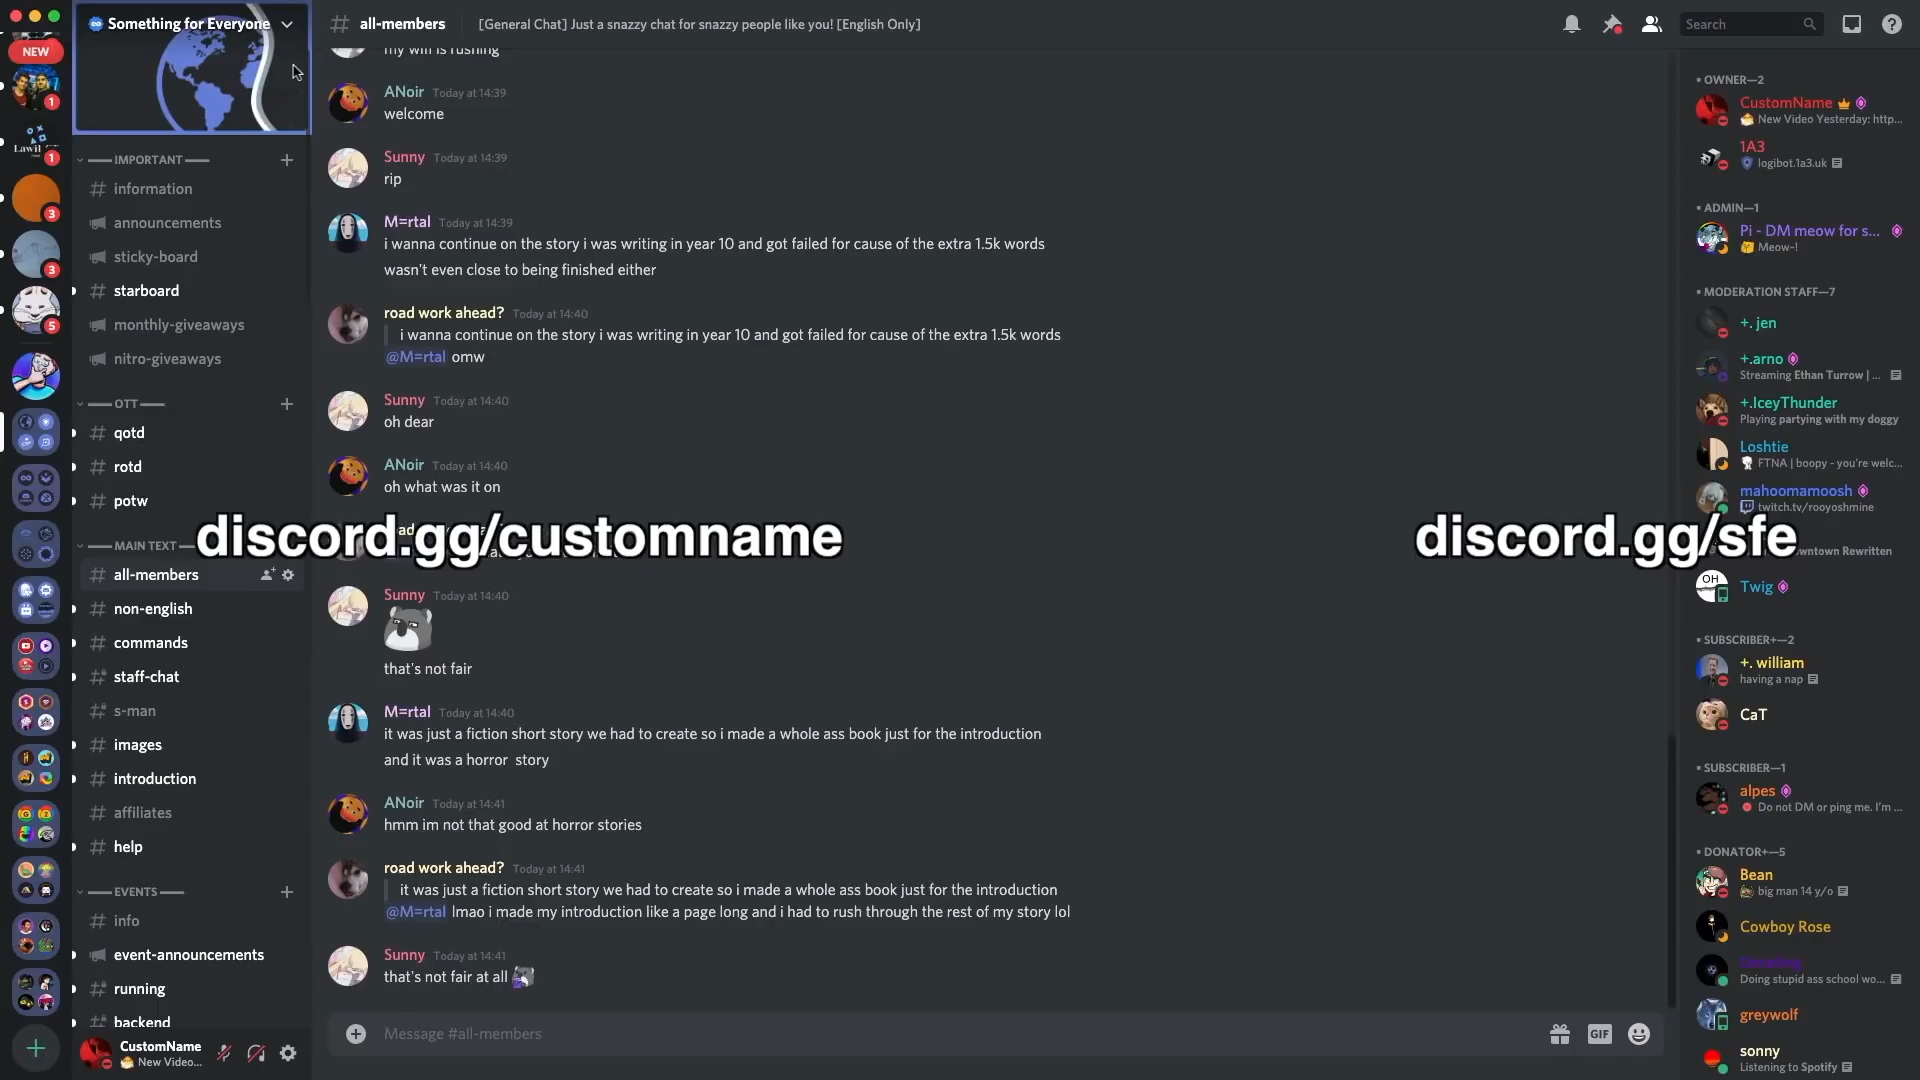 Something for Everyone
NEW
1
Lawil
1
3
3
5
IMPORTANT
information
announcements
sticky-board
starboard
monthly-giveaways
nitro-giveaways
OTT
qotd
rotd
potw
MAIN TEXT
all-members
non-english
commands
staff-chat
s-man
images
introduction
affiliates
help
EVENTS
info
event-announcements
running
backend
CustomName
New Video...
all-members
[General Chat] Just a snazzy chat for snazzy people like you! [English Only]
Search
my wifi is rushing
ANoir Today at 14:39
welcome
Sunny Today at 14:39
rip
M=rtal Today at 14:39
i wanna continue on the story i was writing in year 10 and got failed for cause of the extra 1.5k words
wasn't even close to being finished either
road work ahead? Today at 14:40
i wanna continue on the story i was writing in year 10 and got failed for cause of the extra 1.5k words
@M=rtal omw
Sunny Today at 14:40
oh dear
ANoir Today at 14:40
oh what was it on
discord.gg/customname
discord.gg/sfe
Sunny Today at 14:40
that's not fair
M=rtal Today at 14:40
it was just a fiction short story we had to create so i made a whole ass book just for the introduction
and it was a horror story
ANoir Today at 14:41
hmm im not that good at horror stories
road work ahead? Today at 14:41
it was just a fiction short story we had to create so i made a whole ass book just for the introduction
@M=rtal lmao i made my introduction like a page long and i had to rush through the rest of my story lol
Sunny Today at 14:41
that's not fair at all
Message #all-members
GIF
OWNER—2
CustomName
New Video Yesterday: http...
1A3
logibot.1a3.uk
ADMIN—1
Pi - DM meow for s...
Meow~!
MODERATION STAFF—7
+. jen
+.arno
Streaming Ethan Turrow | ...
+.IceyThunder
Playing partying with my doggy
Loshtie
FTNA | boopy - you're welc...
mahoomamoosh
twitch.tv/rooyoshmine
Rewritten
OH
Twig
SUBSCRIBER+—2
+. william
having a nap
CaT
SUBSCRIBER—1
alpes
Do not DM or ping me. I'm ...
DONATOR+—5
Bean
big man 14 y/o
Cowboy Rose
Doing stupid ass school wo...
greywolf
sonny
Listening to Spotify